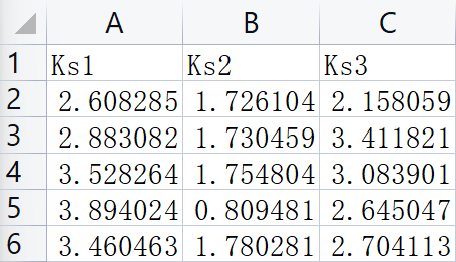 A B C
1 Ks1 Ks2 Ks3
2 2.608285 1.726104 2.158059
3 2.883082 1.730459 3.411821
4 3.528264 1.754804 3.083901
5 3.894024 0.809481 2.645047
6 3.460463 1.780281 2.704113